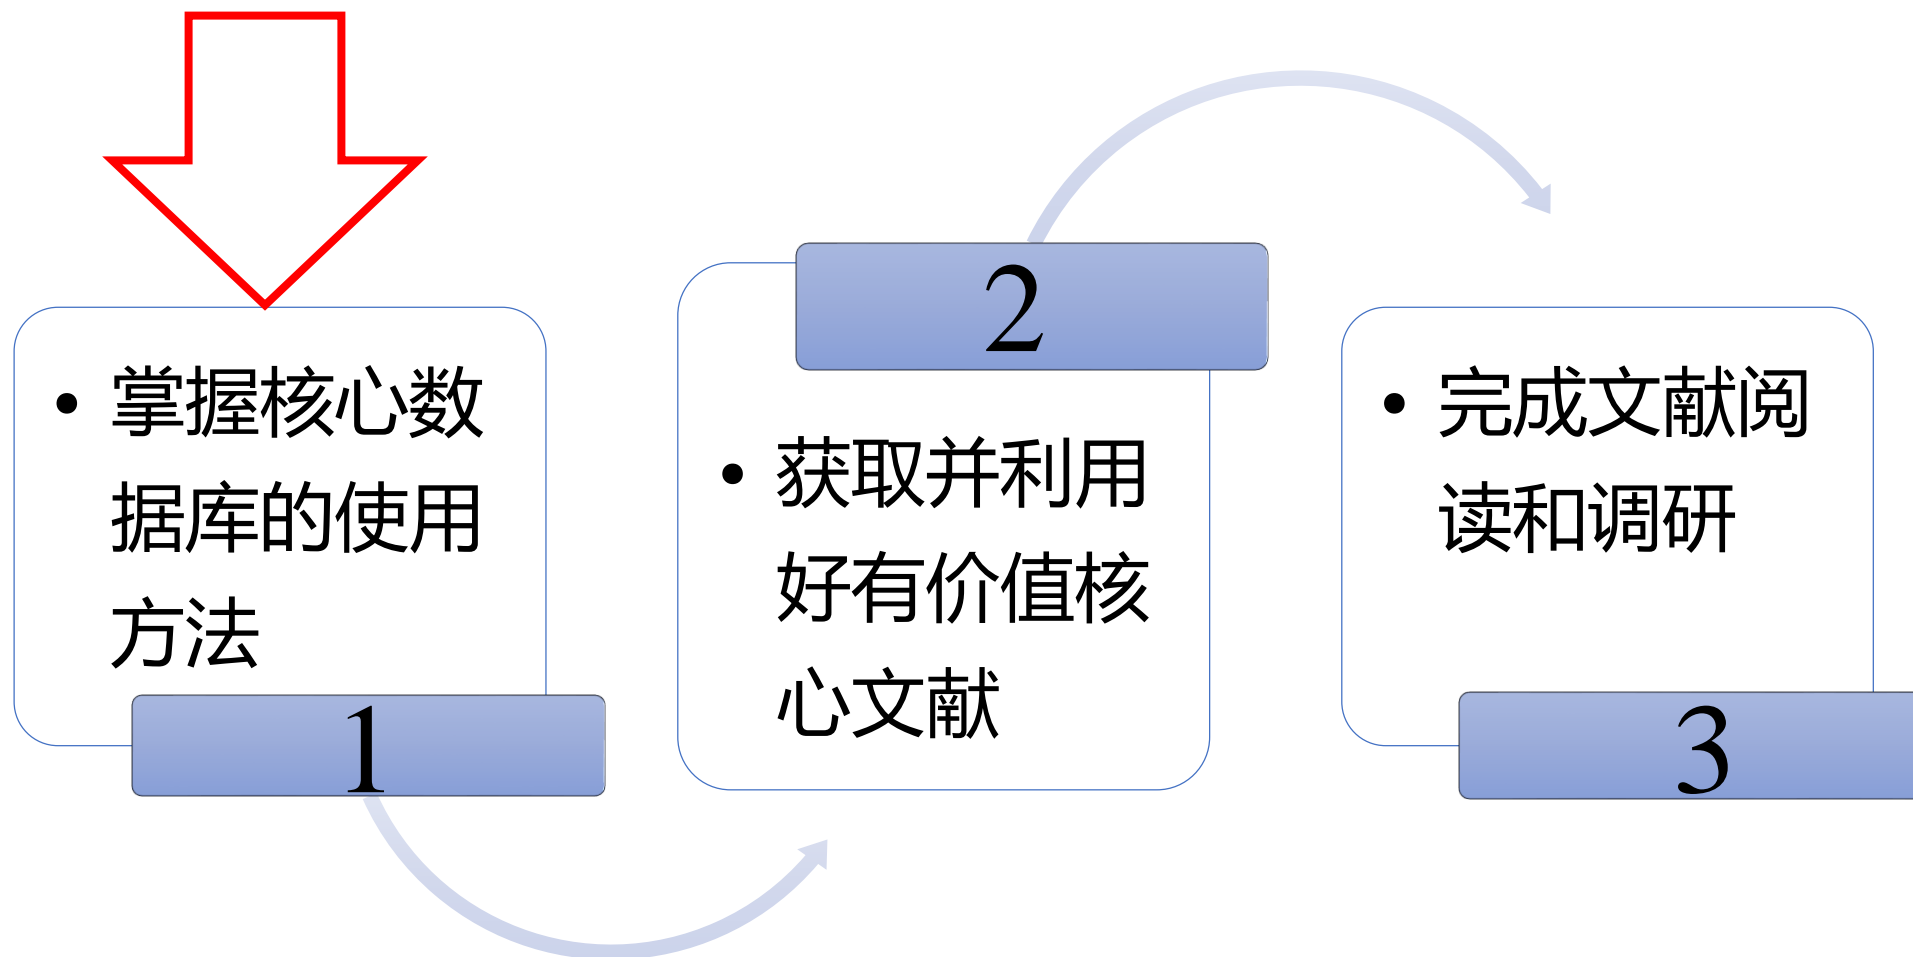 • 掌握核心数
据库的使用
方法
1
2
• 获取并利用
好有价值核
心文献
• 完成文献阅
读和调研
3